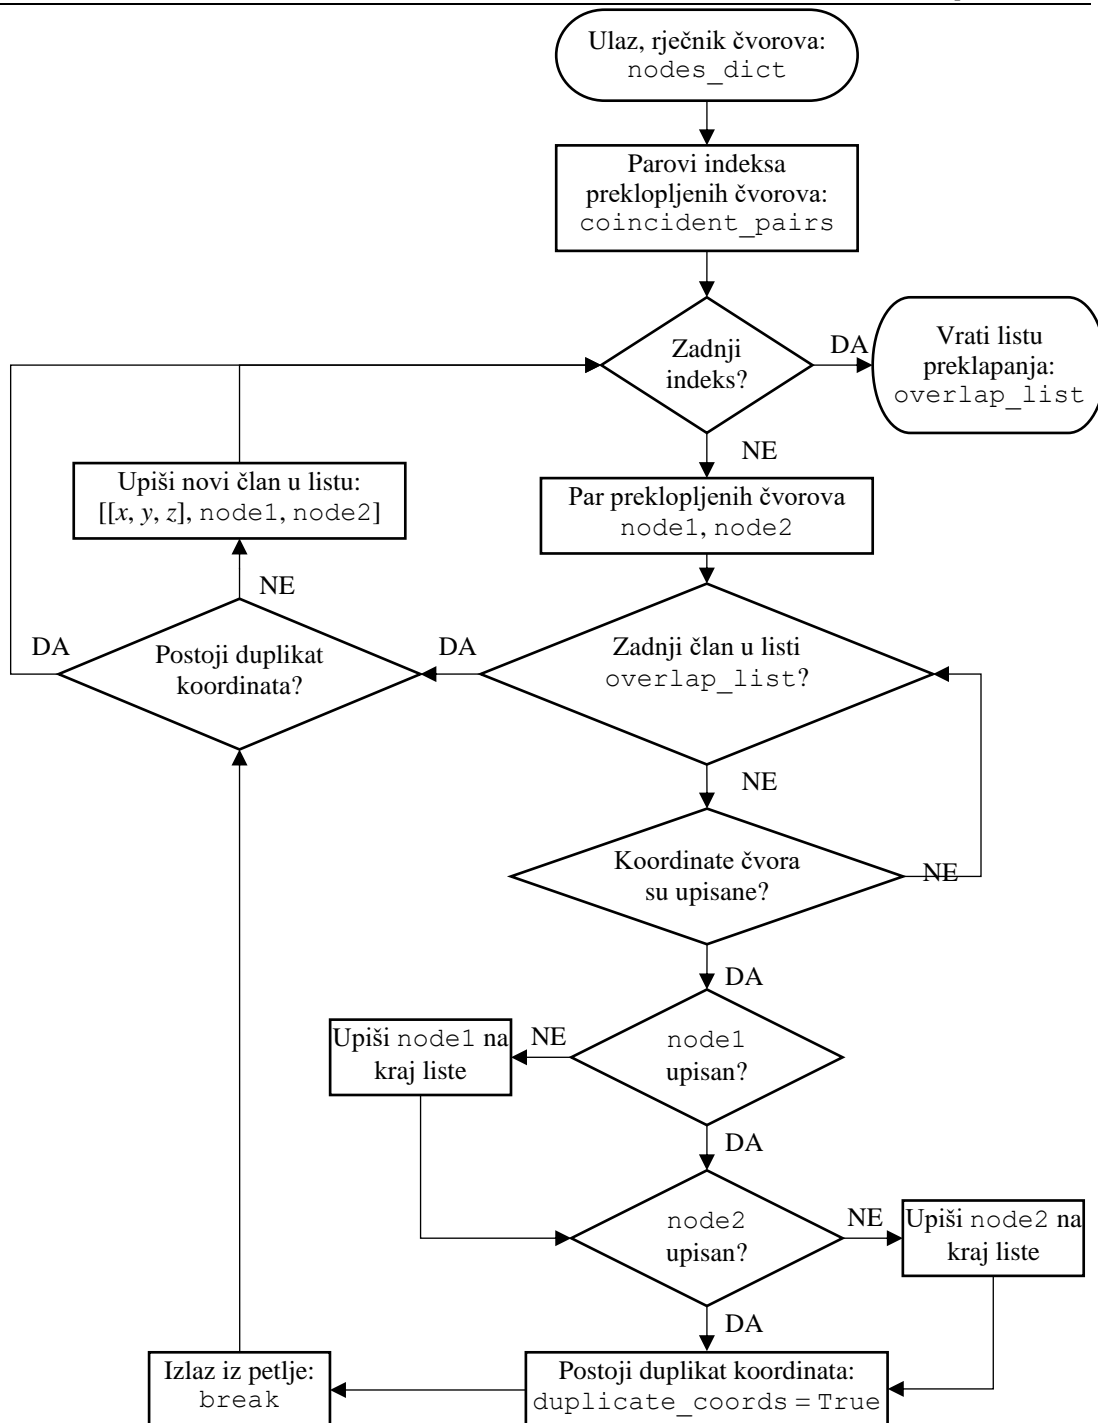 Ulaz, rječnik čvorova:
nodes_dict
Parovi indeksa
preklopljenih čvorova:
coincident_pairs
Zadnji
indeks?
DA
Vrati listu
preklapanja:
overlap_list
NE
Upiši novi član u listu:
[[x, y, z], node1, node2]
Par preklopljenih čvorova
node1, node2
NE
DA
Postoji duplikat
koordinata?
DA
Zadnji član u listi
overlap_list?
NE
Koordinate čvora
su upisane?
NE
DA
Upiši node1 na
kraj liste
NE
node1
upisan?
DA
node2
upisan?
NE
Upiši node2 na
kraj liste
DA
Izlaz iz petlje:
break
Postoji duplikat koordinata:
duplicate_coords = True